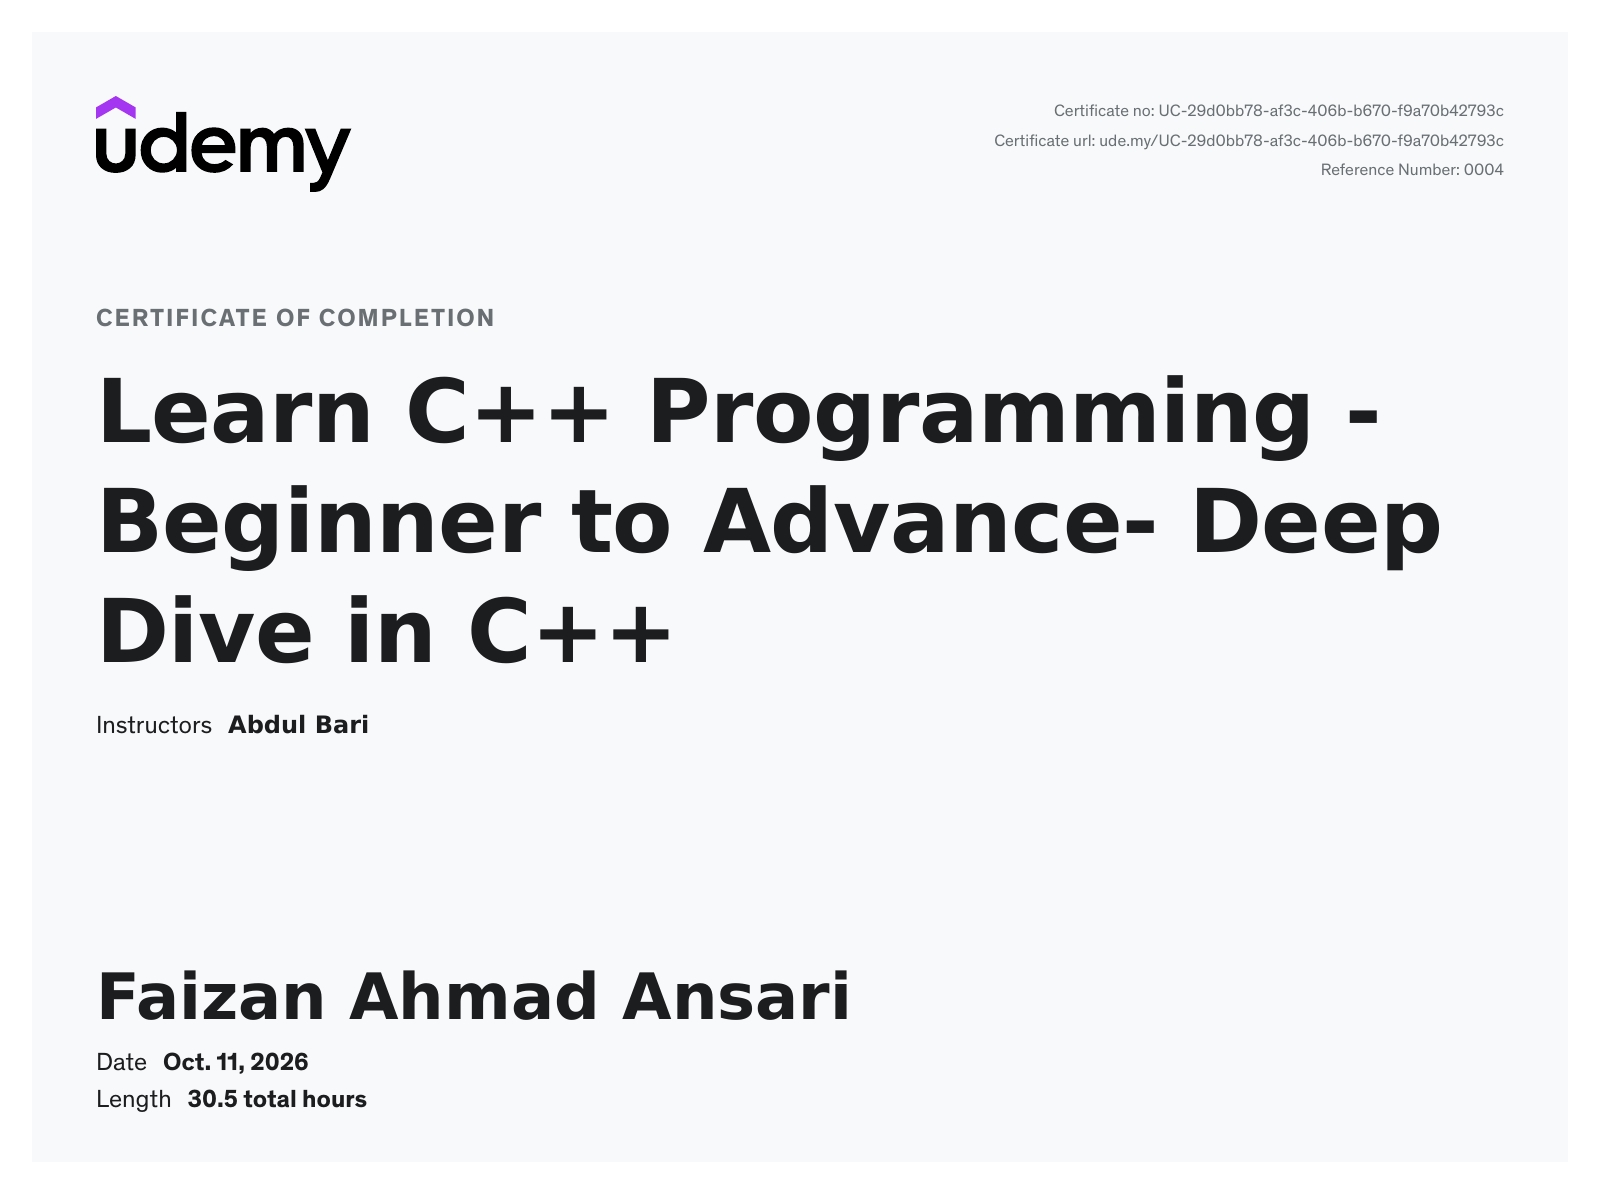 udemy
Certificate no: UC-29d0bb78-af3c-406b-b670-f9a70b42793c
Certificate url: ude.my/UC-29d0bb78-af3c-406b-b670-f9a70b42793c
Reference Number: 0004
CERTIFICATE OF COMPLETION
Learn C++ Programming -
Beginner to Advance- Deep
Dive in C++
Instructors Abdul Bari
Faizan Ahmad Ansari
Date Oct. 11, 2026
Length 30.5 total hours